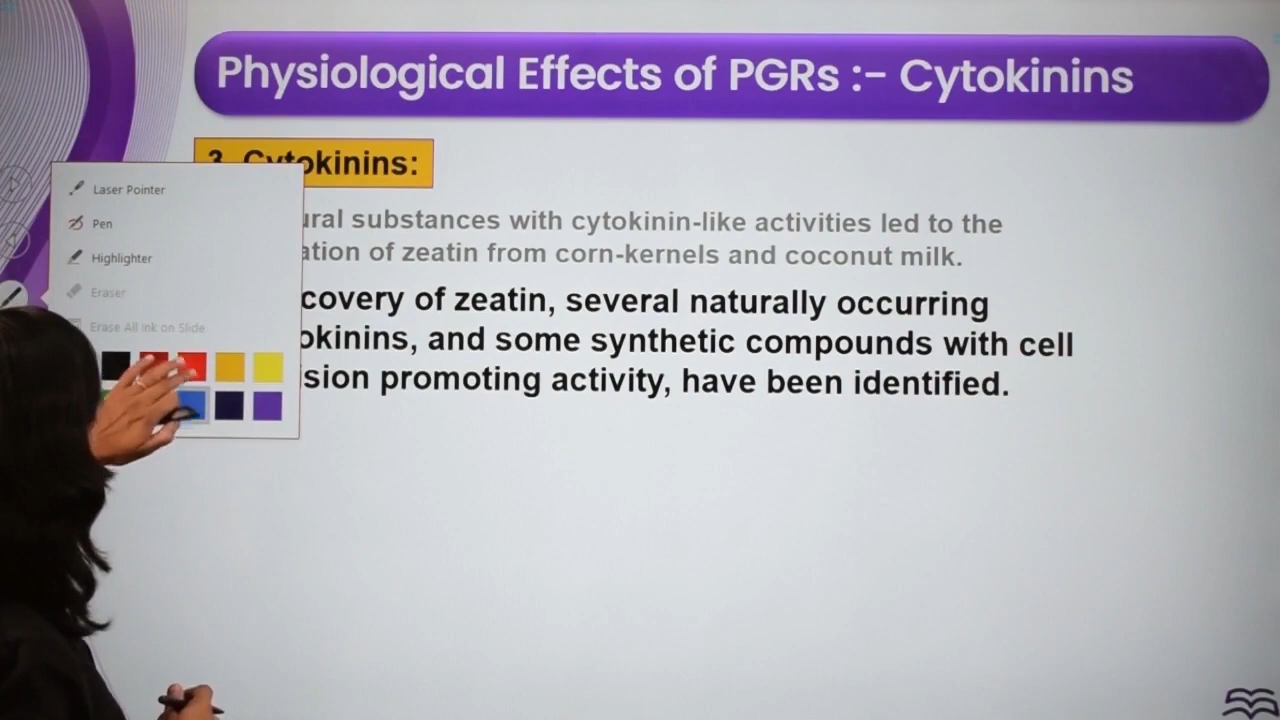 Physiological Effects of PGRs :- Cytokinins
3. Cytokinins:
Laser Pointer
Pen
Highlighter
Eraser
Erase All Ink on Slide
ural substances with cytokinin-like activities led to the
ation of zeatin from corn-kernels and coconut milk.
covery of zeatin, several naturally occurring
okinins, and some synthetic compounds with cell
sion promoting activity, have been identified.